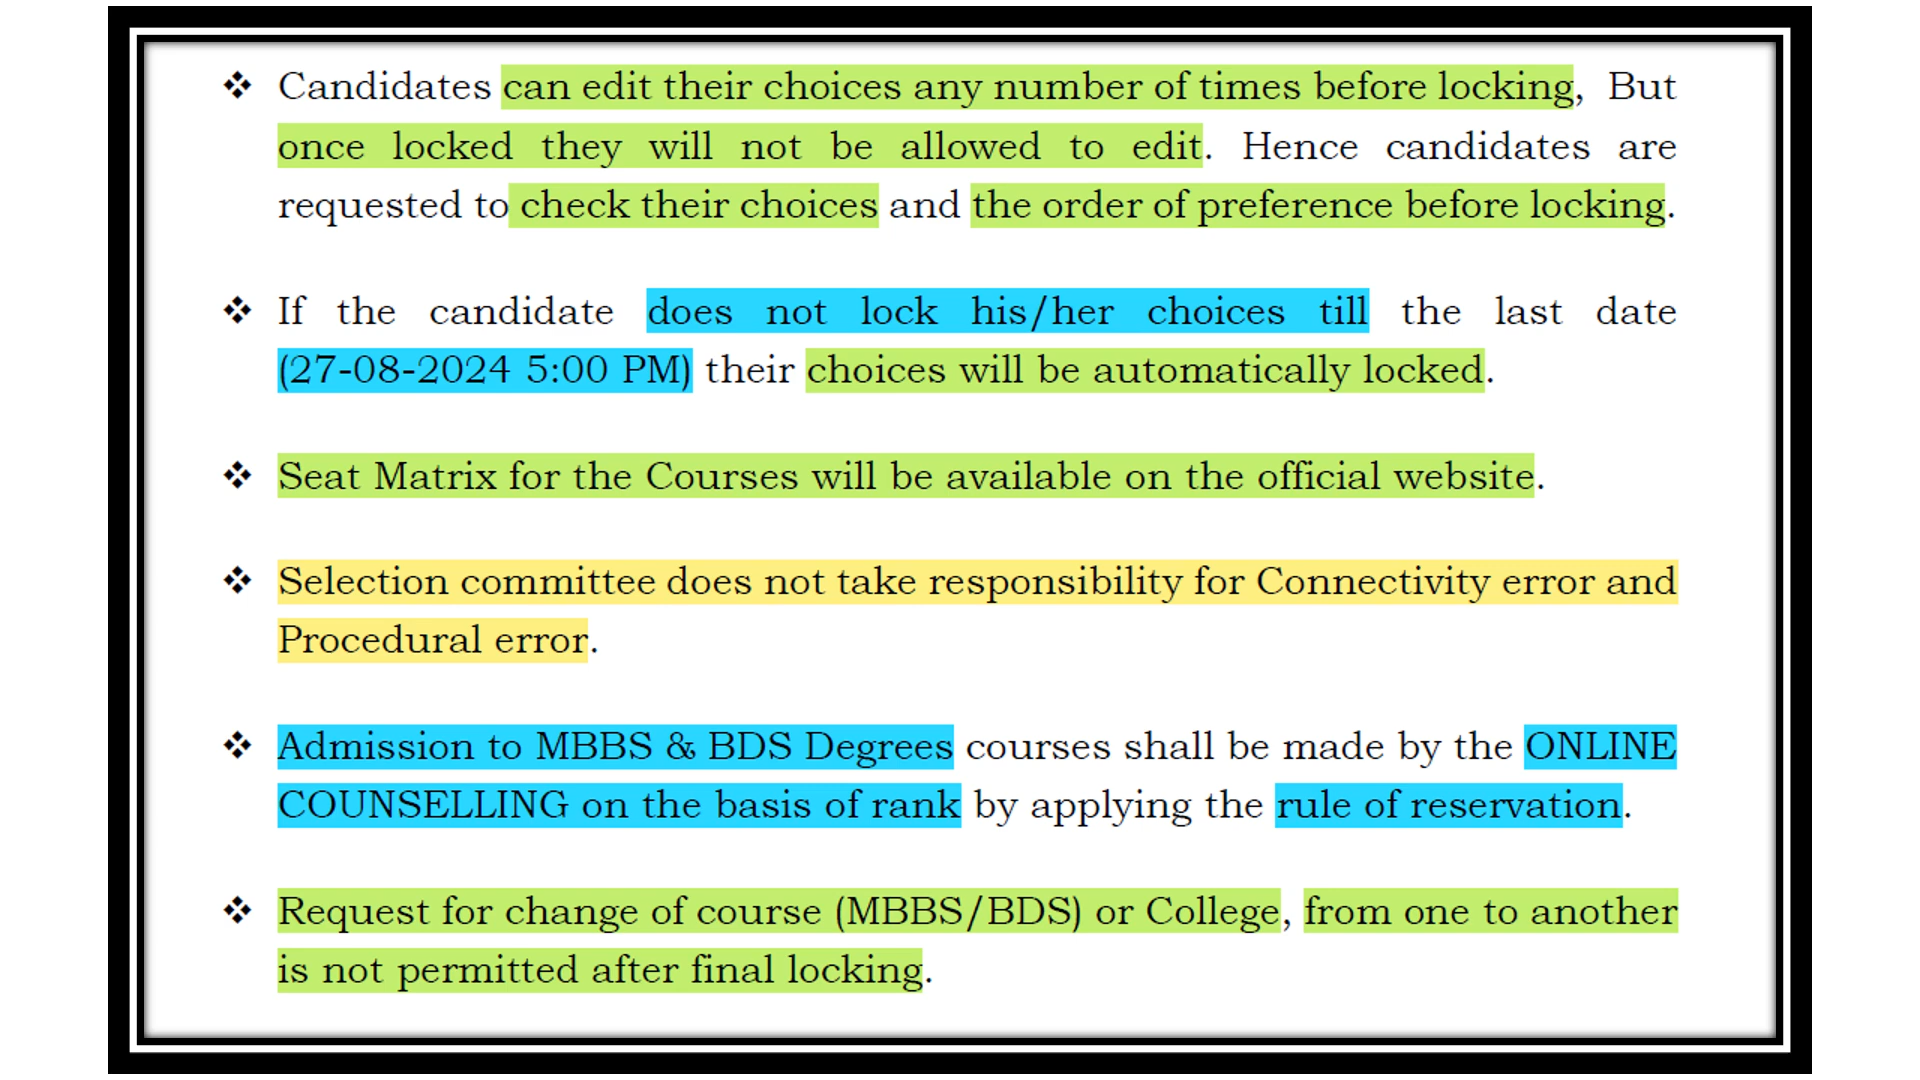 ❖ Candidates can edit their choices any number of times before locking, But
once locked they will not be allowed to edit. Hence candidates are
requested to check their choices and the order of preference before locking.
❖ If the candidate does not lock his/her choices till the last date
(27-08-2024 5:00 PM) their choices will be automatically locked.
❖ Seat Matrix for the Courses will be available on the official website.
❖ Selection committee does not take responsibility for Connectivity error and
Procedural error.
❖ Admission to MBBS & BDS Degrees courses shall be made by the ONLINE
COUNSELLING on the basis of rank by applying the rule of reservation.
❖ Request for change of course (MBBS/BDS) or College, from one to another
is not permitted after final locking.